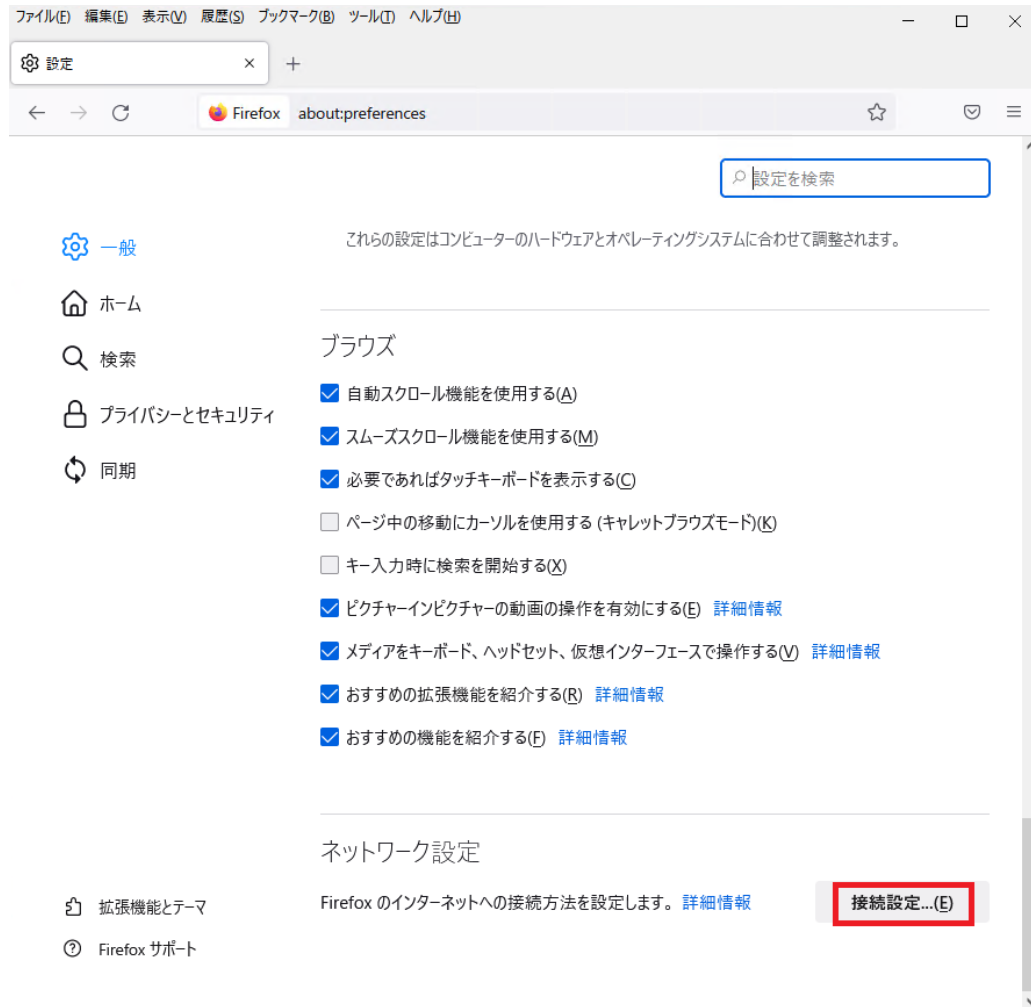 ファイル(F) 編集(E) 表示(V) 履歴(S) ブックマーク(B) ツール(T) ヘルプ(H)
設定
Firefox about:preferences
設定を検索
これらの設定はコンピューターのハードウェアとオペレーティングシステムに合わせて調整されます。
一般
ホーム
検索
プライバシーとセキュリティ
同期
ブラウズ
自動スクロール機能を使用する(A)
スムーズスクロール機能を使用する(M)
必要であればタッチキーボードを表示する(C)
ページ中の移動にカーソルを使用する (キャレットブラウズモード)(K)
キー入力時に検索を開始する(X)
ピクチャーインピクチャーの動画の操作を有効にする(E) 詳細情報
メディアをキーボード、ヘッドセット、仮想インターフェースで操作する(V) 詳細情報
おすすめの拡張機能を紹介する(R) 詳細情報
おすすめの機能を紹介する(F) 詳細情報
ネットワーク設定
Firefox のインターネットへの接続方法を設定します。 詳細情報 接続設定...(E)
拡張機能とテーマ
Firefox サポート